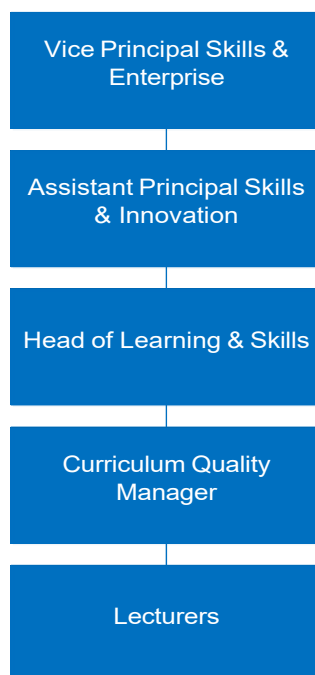 Vice Principal Skills &
Enterprise
Assistant Principal Skills
& Innovation
Head of Learning & Skills
Curriculum Quality
Manager
Lecturers